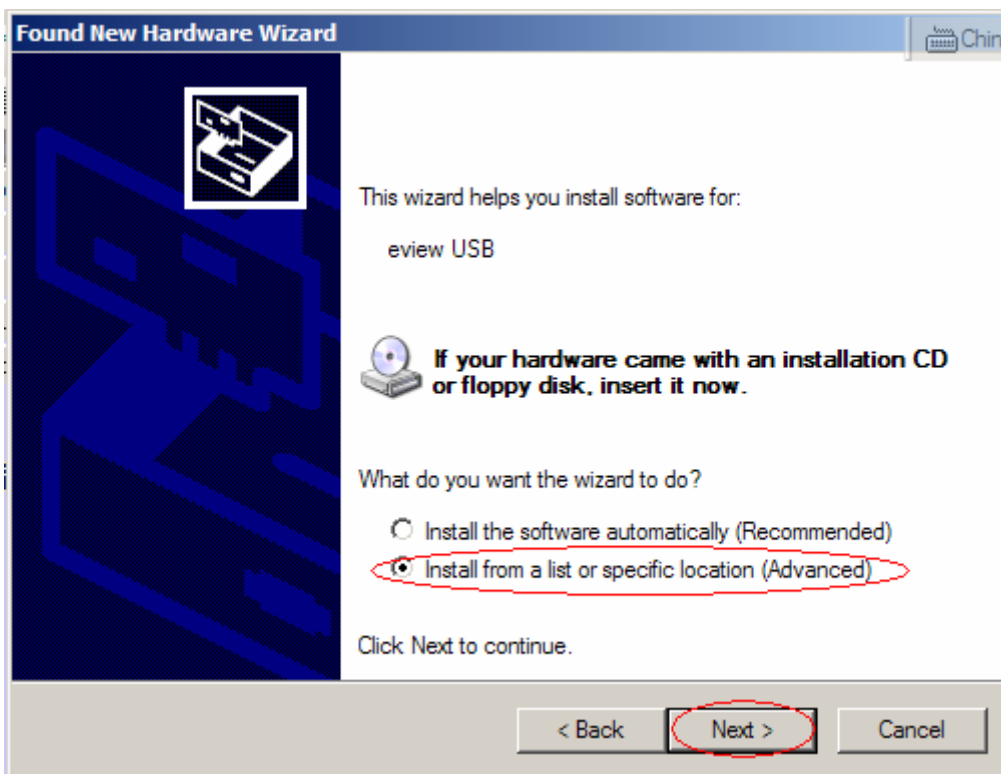 Found New Hardware Wizard
Chin
This wizard helps you install software for:
eview USB
If your hardware came with an installation CD
or floppy disk, insert it now.
What do you want the wizard to do?
Install the software automatically (Recommended)
Install from a list or specific location (Advanced)
Click Next to continue.
< Back Next > Cancel